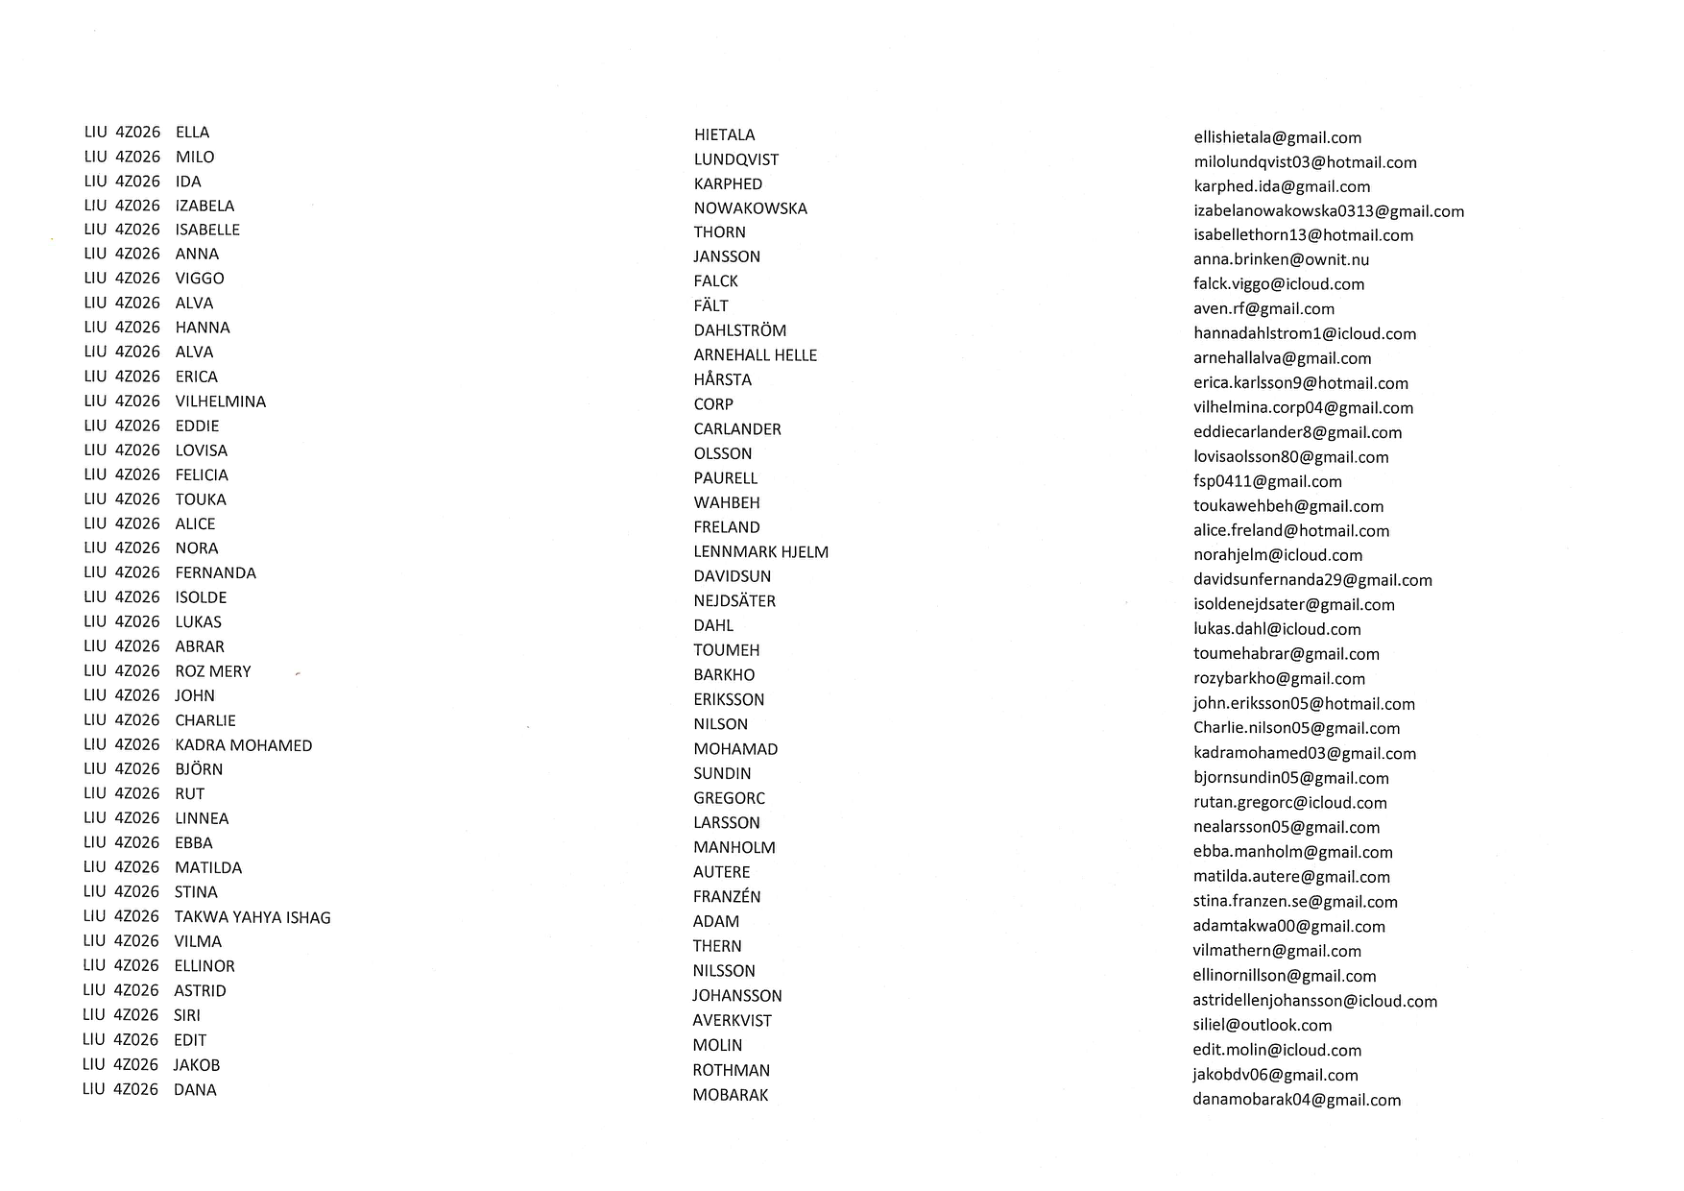 LIU 4Z026 ELLA HIETALA ellishietala@gmail.com
LIU 4Z026 MILO LUNDQVIST milolundqvist03@hotmail.com
LIU 4Z026 IDA KARPHED karphed.ida@gmail.com
LIU 4Z026 IZABELA NOWAKOWSKA izabelanowakowska0313@gmail.com
LIU 4Z026 ISABELLE THORN isabellethorn13@hotmail.com
LIU 4Z026 ANNA JANSSON anna.brinken@ownit.nu
LIU 4Z026 VIGGO FALCK falck.viggo@icloud.com
LIU 4Z026 ALVA FÄLT aven.rf@gmail.com
LIU 4Z026 HANNA DAHLSTRÖM hannadahlstrom1@icloud.com
LIU 4Z026 ALVA ARNEHALL HELLE arnehallalva@gmail.com
LIU 4Z026 ERICA HÅRSTA erica.karlsson9@hotmail.com
LIU 4Z026 VILHELMINA CORP vilhelmina.corp04@gmail.com
LIU 4Z026 EDDIE CARLANDER eddiecarlander8@gmail.com
LIU 4Z026 LOVISA OLSSON lovisaolsson80@gmail.com
LIU 4Z026 FELICIA PAURELL fsp0411@gmail.com
LIU 4Z026 TOUKA WAHBEH toukawehbeh@gmail.com
LIU 4Z026 ALICE FRELAND alice.freland@hotmail.com
LIU 4Z026 NORA LENNMARK HJELM norahjelm@icloud.com
LIU 4Z026 FERNANDA DAVIDSUN davidsunfernanda29@gmail.com
LIU 4Z026 ISOLDE NEJDSÄTER isoldenejdsater@gmail.com
LIU 4Z026 LUKAS DAHL lukas.dahl@icloud.com
LIU 4Z026 ABRAR TOUMEH toumehabrar@gmail.com
LIU 4Z026 ROZ MERY BARKHO rozybarkho@gmail.com
LIU 4Z026 JOHN ERIKSSON john.eriksson05@hotmail.com
LIU 4Z026 CHARLIE NILSON Charlie.nilson05@gmail.com
LIU 4Z026 KADRA MOHAMED MOHAMAD kadramohamed03@gmail.com
LIU 4Z026 BJÖRN SUNDIN bjornsundin05@gmail.com
LIU 4Z026 RUT GREGORC rutan.gregorc@icloud.com
LIU 4Z026 LINNEA LARSSON nealarsson05@gmail.com
LIU 4Z026 EBBA MANHOLM ebba.manholm@gmail.com
LIU 4Z026 MATILDA AUTERE matilda.autere@gmail.com
LIU 4Z026 STINA FRANZÉN stina.franzen.se@gmail.com
LIU 4Z026 TAKWA YAHYA ISHAG ADAM adamtakwa00@gmail.com
LIU 4Z026 VILMA THERN vilmathern@gmail.com
LIU 4Z026 ELLINOR NILSSON ellinornillson@gmail.com
LIU 4Z026 ASTRID JOHANSSON astridellenjohansson@icloud.com
LIU 4Z026 SIRI AVERKVIST siliel@outlook.com
LIU 4Z026 EDIT MOLIN edit.molin@icloud.com
LIU 4Z026 JAKOB ROTHMAN jakobdv06@gmail.com
LIU 4Z026 DANA MOBARAK danamobarak04@gmail.com